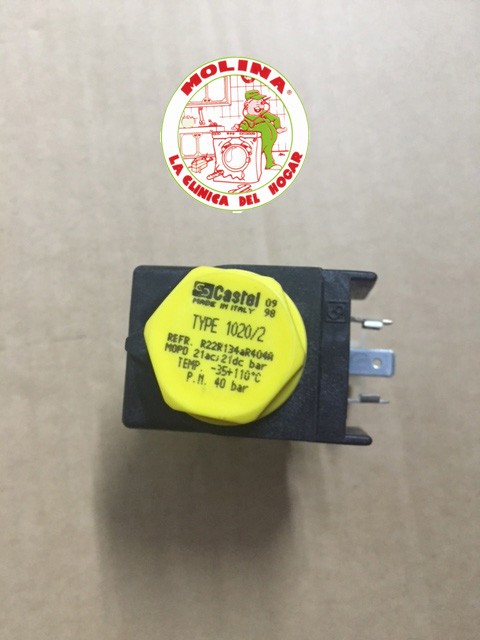 MOLINA®
LA CLINICA DEL HOGAR
Castel 09
MADE IN ITALY 98
TYPE 1020/2
REFR. R22R134aR404A
MOPD 21ac/21dc bar
TEMP. -35+110°C
P.M. 40 bar